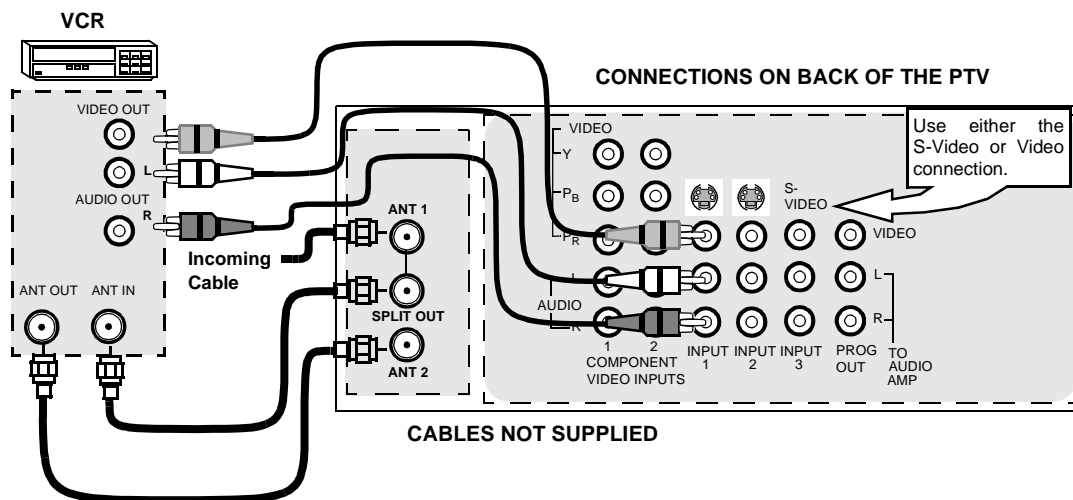 VCR
CONNECTIONS ON BACK OF THE PTV
VIDEO OUT
L
AUDIO OUT
R
ANT OUT
ANT IN
Incoming
Cable
ANT 1
SPLIT OUT
ANT 2
VIDEO
Y
PB
PR
L
AUDIO
R
1
2
COMPONENT
VIDEO INPUTS
INPUT
1
INPUT
2
INPUT
3
PROG
OUT
S-
VIDEO
VIDEO
L
R
TO
AUDIO
AMP
Use either the
S-Video or Video
connection.
CABLES NOT SUPPLIED